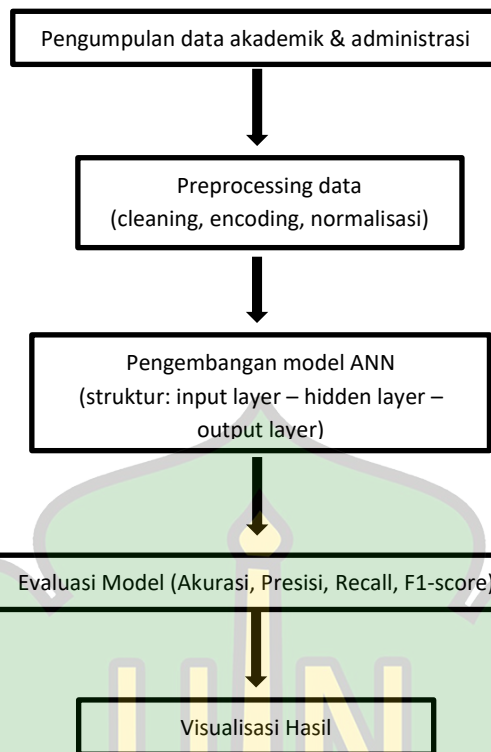 Pengumpulan data akademik & administrasi
Preprocessing data
(cleaning, encoding, normalisasi)
Pengembangan model ANN
(struktur: input layer – hidden layer –
output layer)
Evaluasi Model (Akurasi, Presisi, Recall, F1-score)
UIN
Visualisasi Hasil